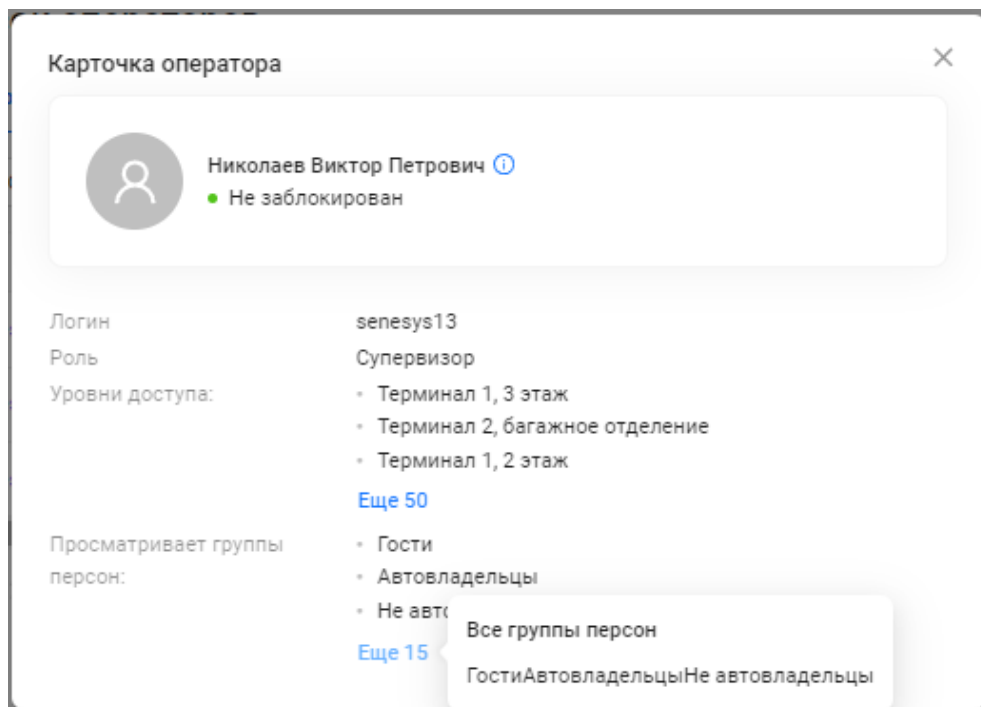 Карточка оператора
Николаев Виктор Петрович
Не заблокирован
Логин senesys13
Роль Супервизор
Уровни доступа: Терминал 1, 3 этаж
Терминал 2, багажное отделение
Терминал 1, 2 этаж
Еще 50
Просматривает группы Гости
персон: Автовладельцы
Не авто
Еще 15
Все группы персон
ГостиАвтовладельцыНе автовладельцы